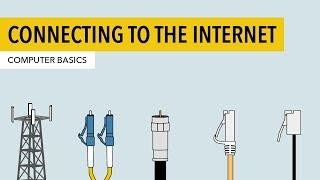 CONNECTING TO THE INTERNET
COMPUTER BASICS